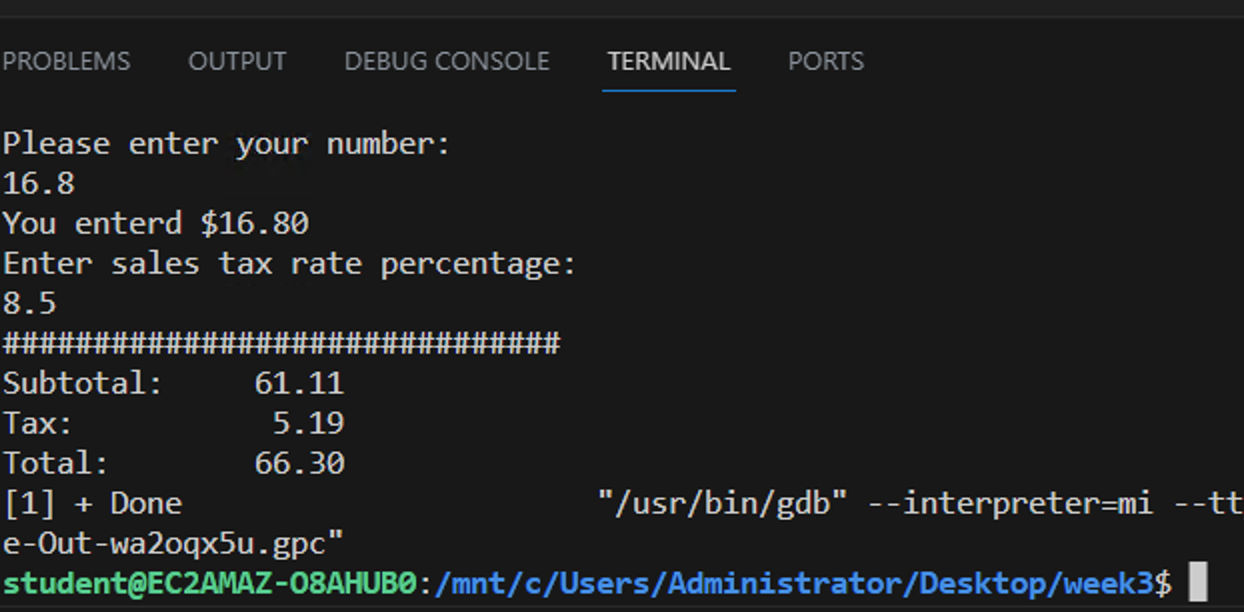 PROBLEMS OUTPUT DEBUG CONSOLE TERMINAL PORTS
Please enter your number:
16.8
You enterd $16.80
Enter sales tax rate percentage:
8.5
###############################
Subtotal:     61.11
Tax:           5.19
Total:        66.30
[1] + Done                       "/usr/bin/gdb" --interpreter=mi --tt
e-Out-wa2oqx5u.gpc"
student@EC2AMAZ-O8AHUB0:/mnt/c/Users/Administrator/Desktop/week3$